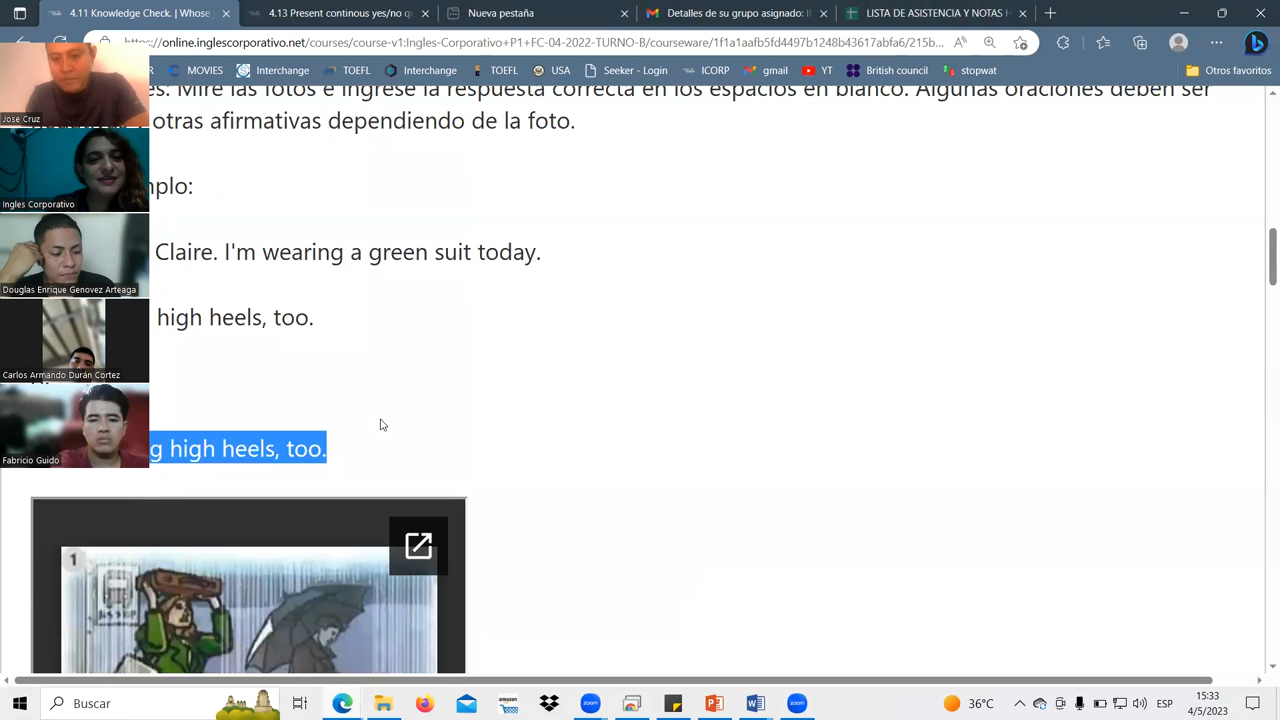 4.11 Knowledge Check. | Whose j
4.13 Present continous yes/no qu
Nueva pestaña
Detalles de su grupo asignado: IN
LISTA DE ASISTENCIA Y NOTAS H
https://online.inglescorporativo.net/courses/course-v1:Ingles-Corporativo+P1+FC-04-2022-TURNO-B/courseware/1f1a1aafb5fd4497b1248b43617abfa6/215b...
MOVIES
Interchange
TOEFL
Interchange
TOEFL
USA
Seeker - Login
ICORP
gmail
YT
British council
stopwat
Otros favoritos
es: Mire las fotos e ingrese la respuesta correcta en los espacios en blanco. Algunas oraciones deben ser
otras afirmativas dependiendo de la foto.
mplo:
Claire. I'm wearing a green suit today.
high heels, too.
g high heels, too.
Jose Cruz
Ingles Corporativo
Douglas Enrique Genovez Arteaga
Carlos Armando Durán Cortez
Fabricio Guido
1
Buscar
36°C
ESP
15:33
4/5/2023